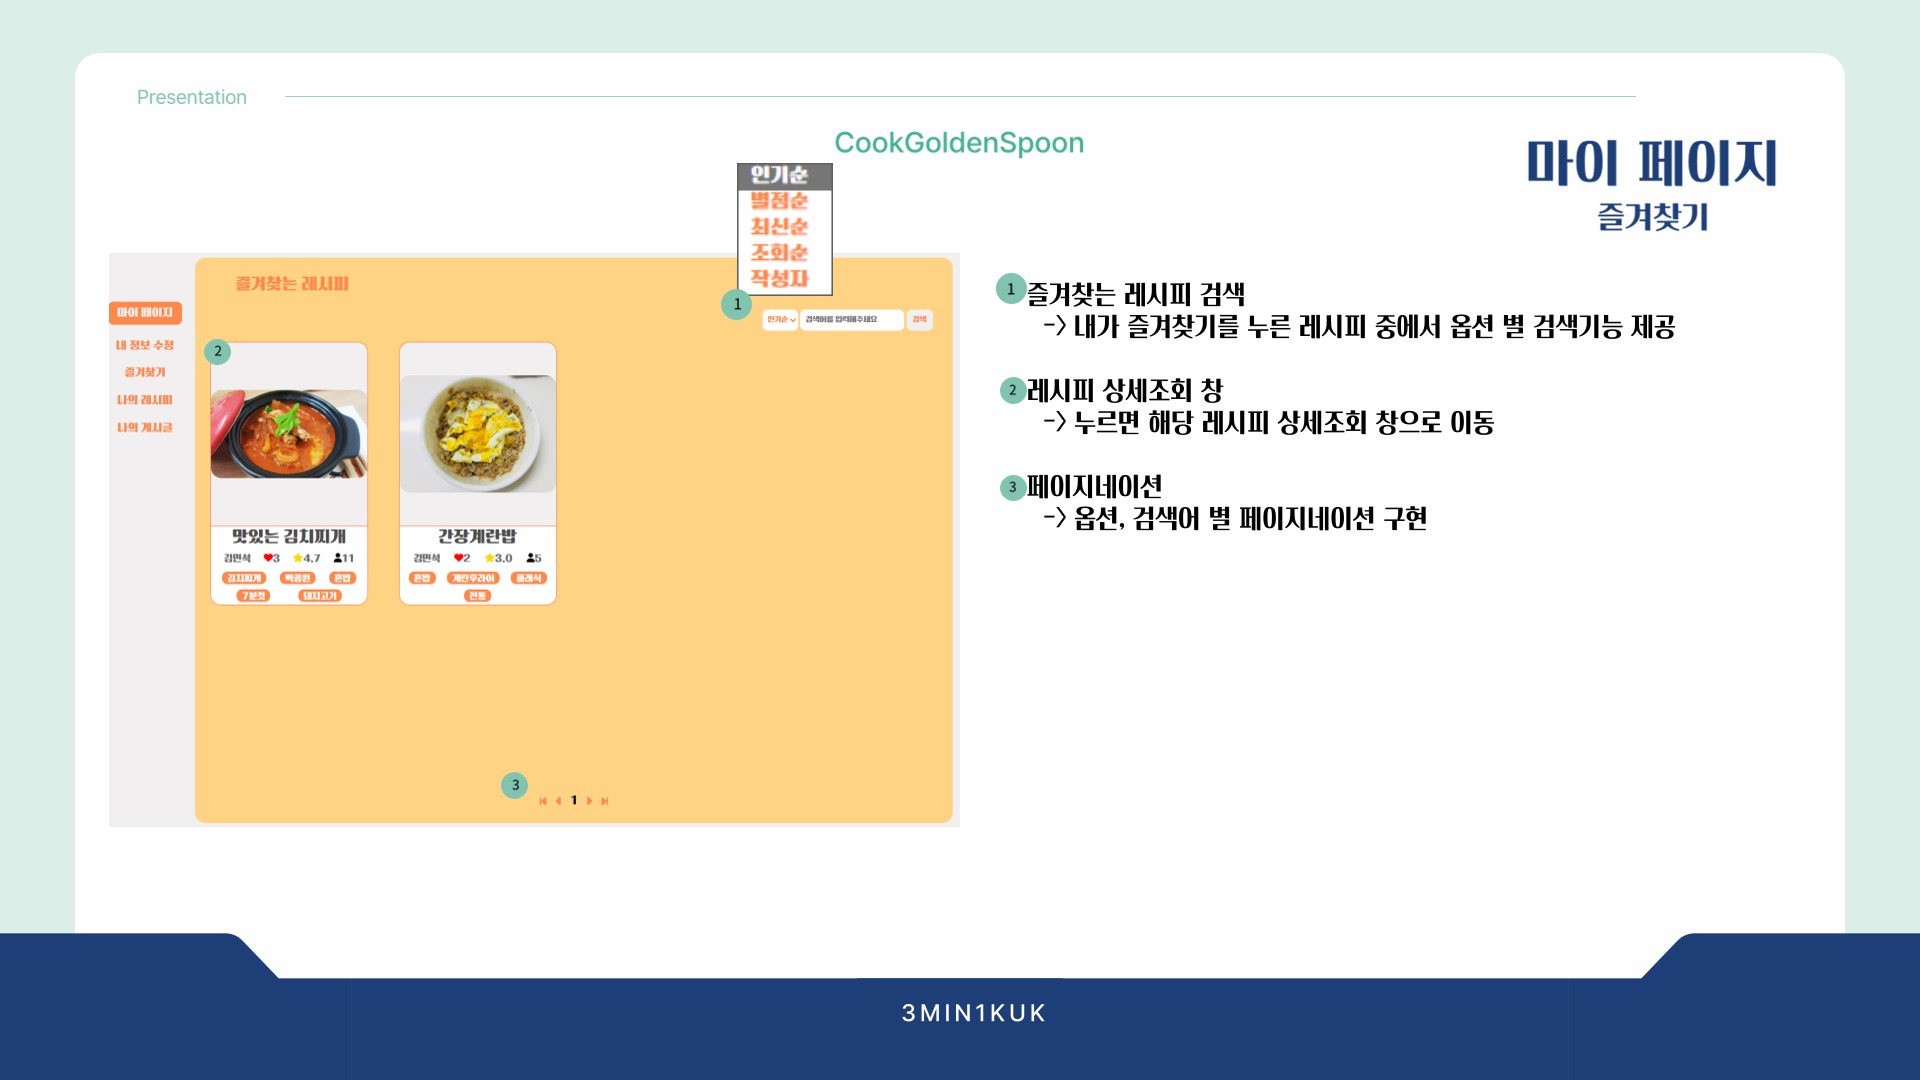 Presentation
CookGoldenSpoon
마이 페이지
즐겨찾기
인기순
별점순
최신순
조회순
작성자
즐겨찾는 레시피
1
인기순 검색어를 입력해주세요 검색
마이 페이지
내 정보 수정
즐겨찾기
나의 레시피
나의 게시글
2
맛있는 김치찌개
김민석 3 4.7 11
김치찌개 백종원 혼밥
7분컷 돼지고기
간장계란밥
김민석 2 3.0 5
혼밥 계란후라이 클래식
전통
3
1
1 즐겨찾는 레시피 검색
-> 내가 즐겨찾기를 누른 레시피 중에서 옵션 별 검색기능 제공
2 레시피 상세조회 창
-> 누르면 해당 레시피 상세조회 창으로 이동
3 페이지네이션
-> 옵션, 검색어 별 페이지네이션 구현
3MIN1KUK